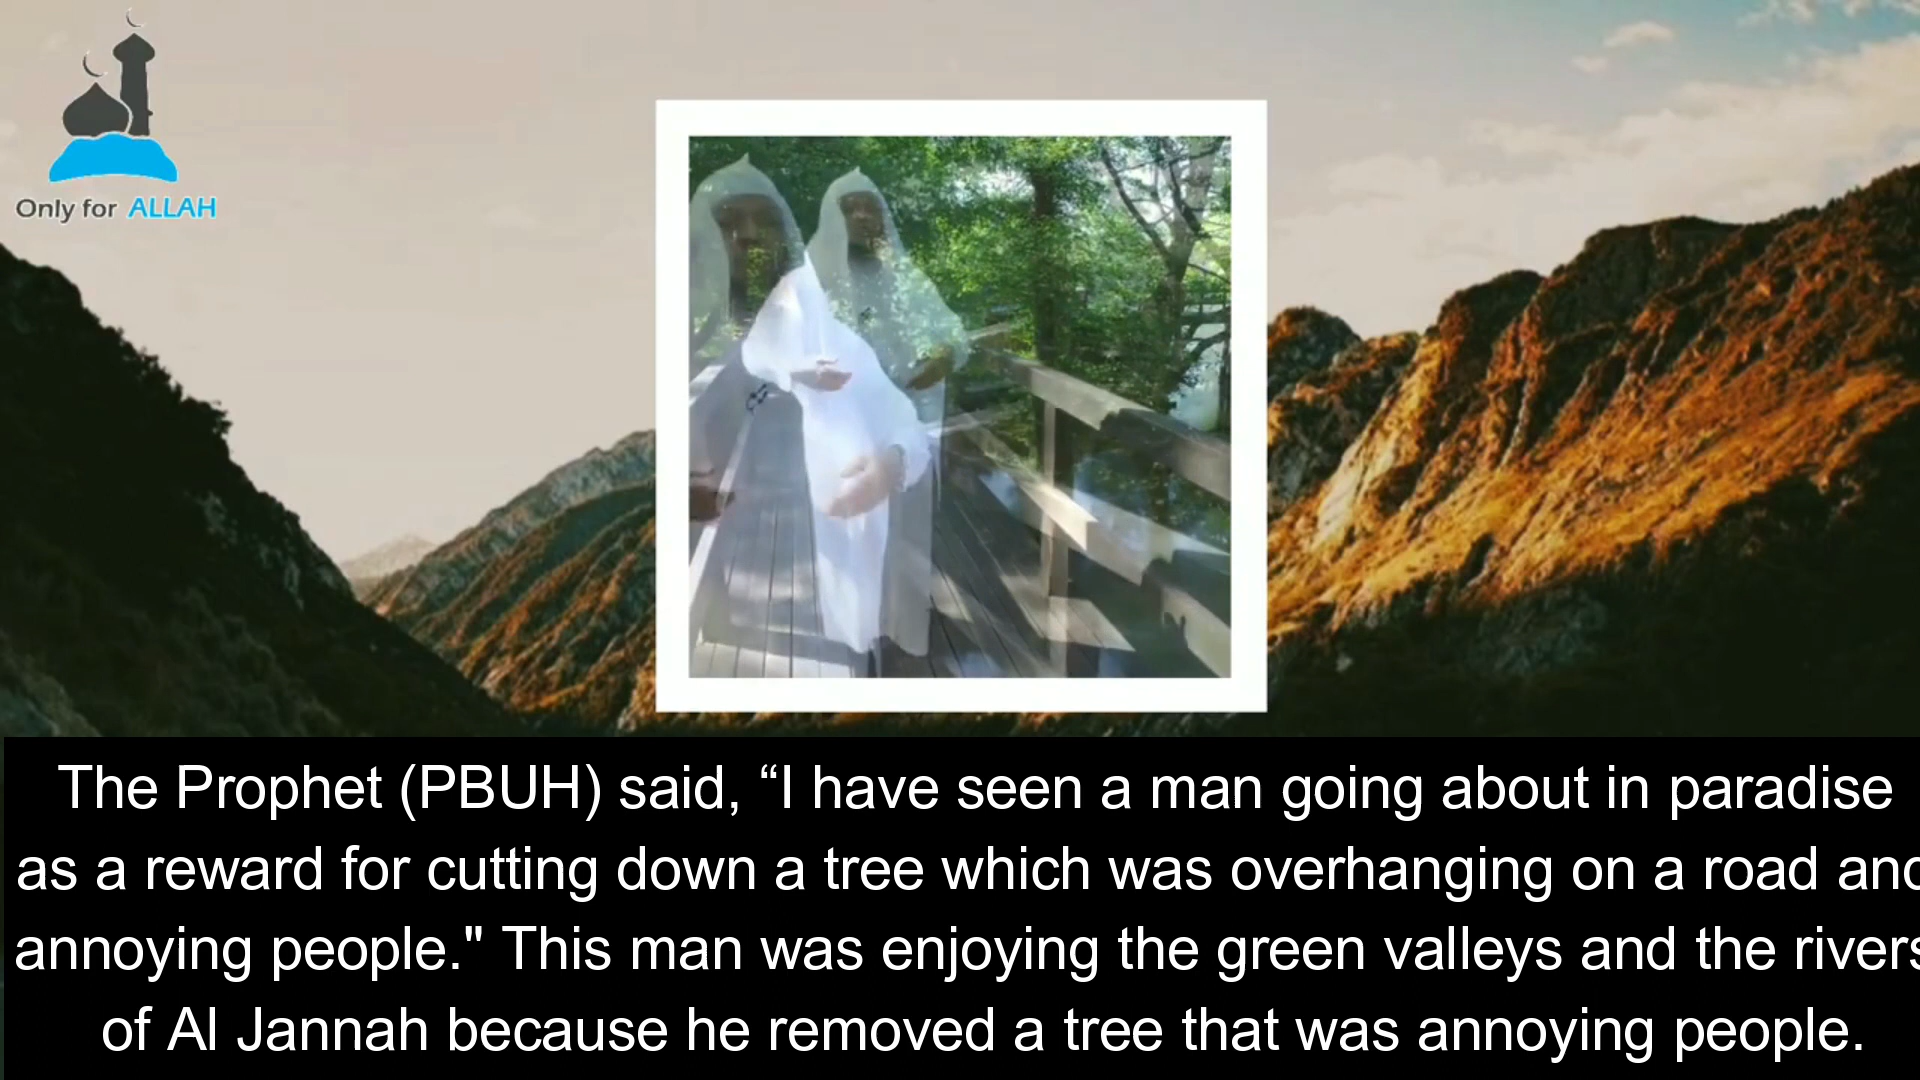 Only for ALLAH
The Prophet (PBUH) said, “I have seen a man going about in paradise
as a reward for cutting down a tree which was overhanging on a road and
annoying people." This man was enjoying the green valleys and the rivers
of Al Jannah because he removed a tree that was annoying people.